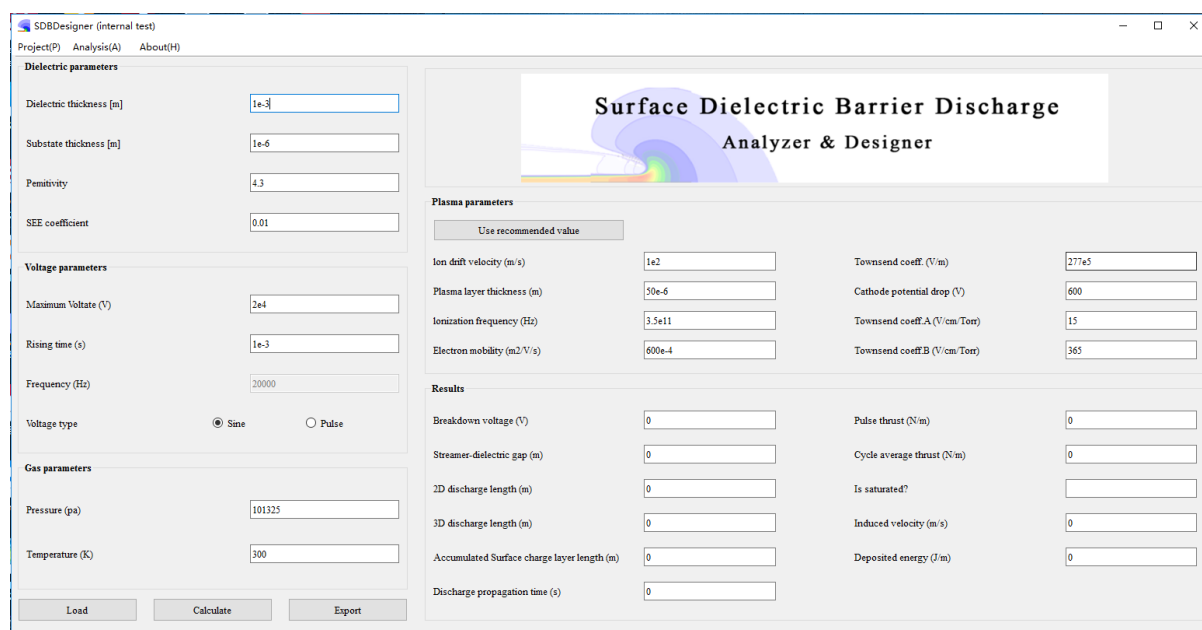 SDBDesigner (internal test)
Project(P) Analysis(A) About(H)
Dielectric parameters
Dielectric thickness [m] 1e-3
Substate thickness [m] 1e-6
Pemitivity 4.3
SEE coefficient 0.01
Voltage parameters
Maximum Voltate (V) 2e4
Rising time (s) 1e-3
Frequency (Hz) 20000
Voltage type Sine Pulse
Gas parameters
Pressure (pa) 101325
Temperature (K) 300
Load Calculate Export
Surface Dielectric Barrier Discharge
Analyzer & Designer
Plasma parameters
Use recommended value
Ion drift velocity (m/s) 1e2 Townsend coeff. (V/m) 277e5
Plasma layer thickness (m) 50e-6 Cathode potential drop (V) 600
Ionization frequency (Hz) 3.5e11 Townsend coeff.A (V/cm/Torr) 15
Electron mobility (m2/V/s) 600e-4 Townsend coeff.B (V/cm/Torr) 365
Results
Breakdown voltage (V) 0 Pulse thrust (N/m) 0
Streamer-dielectric gap (m) 0 Cycle average thrust (N/m) 0
2D discharge length (m) 0 Is saturated?
3D discharge length (m) 0 Induced velocity (m/s) 0
Accumulated Surface charge layer length (m) 0 Deposited energy (J/m) 0
Discharge propagation time (s) 0